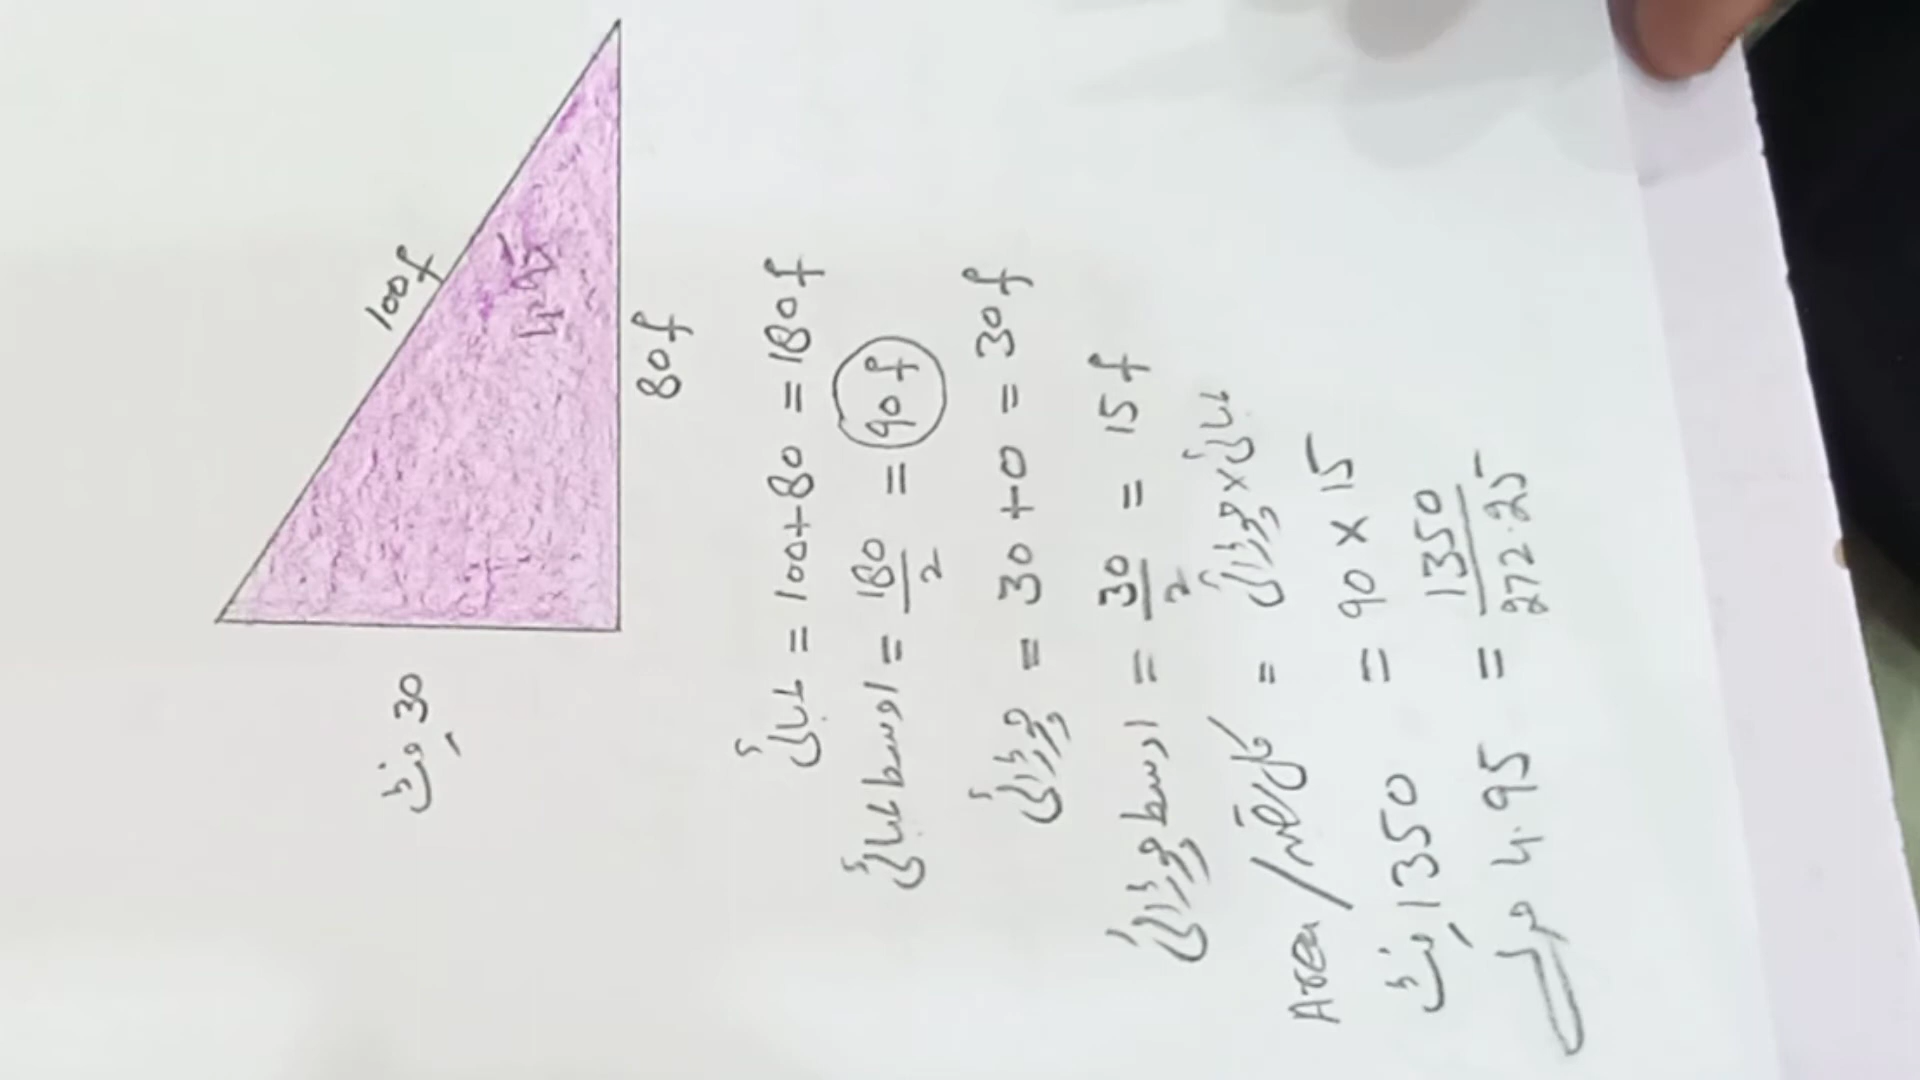 100f
80f
30 فٹ
لمبائی = 100+80 = 180f
اوسط لمبائی = 180/2 = 90f
چوڑائی = 30+0 = 30f
اوسط چوڑائی = 30/2 = 15f
Area / کل رقبہ = چوڑائی × لمبائی
= 90 × 15
1350 فٹ
= 1350/272.25
4.95 مرلے